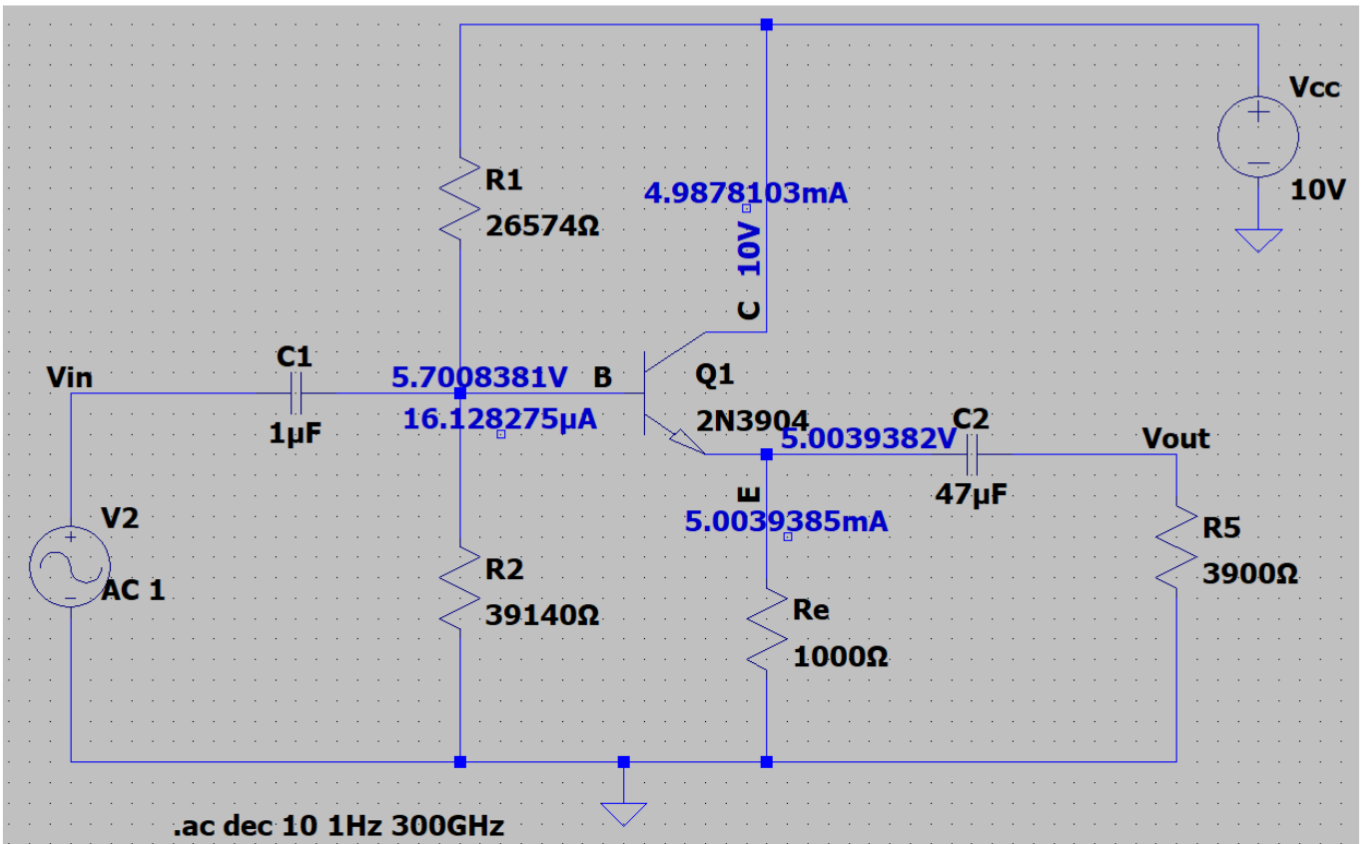 Vcc
10V
R1
26574Ω
4.9878103mA
10V
C
C1
Vin
5.7008381V
B
Q1
1µF
16.128275µA
2N3904
C2
5.0039382V
Vout
47µF
E
V2
5.0039385mA
R5
R2
3900Ω
AC 1
39140Ω
Re
1000Ω
.ac dec 10 1Hz 300GHz